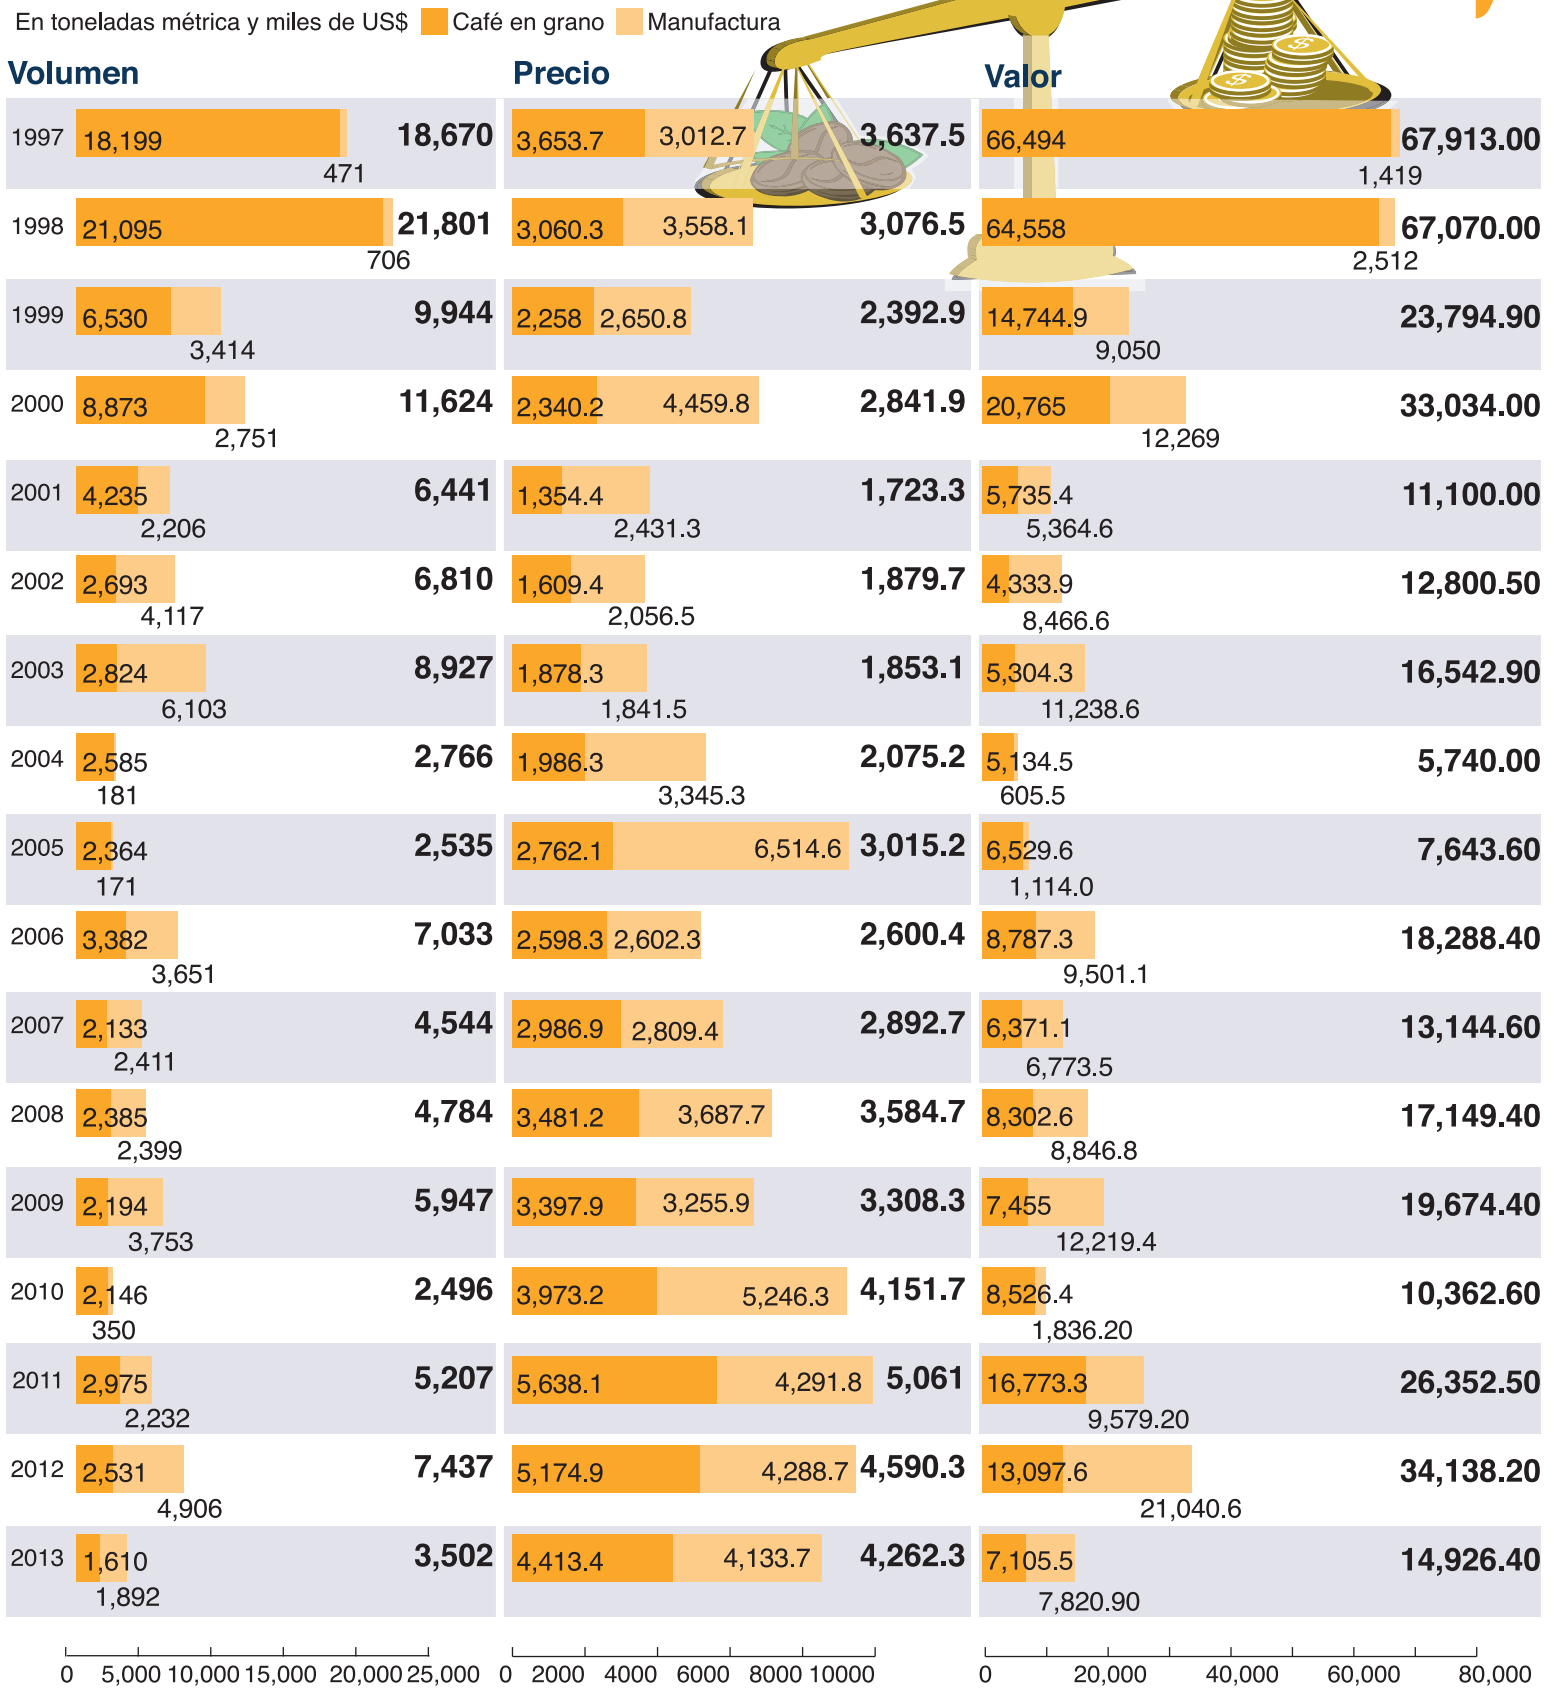 En toneladas métrica y miles de US$ Café en grano Manufactura
Volumen Precio Valor
1997 18,199 18,670 3,653.7 3,012.7 3,637.5 66,494 67,913.00
471 1,419
1998 21,095 21,801 3,060.3 3,558.1 3,076.5 64,558 67,070.00
706 2,512
1999 6,530 9,944 2,258 2,650.8 2,392.9 14,744.9 23,794.90
3,414 9,050
2000 8,873 11,624 2,340.2 4,459.8 2,841.9 20,765 33,034.00
2,751 12,269
2001 4,235 6,441 1,354.4 1,723.3 5,735.4 11,100.00
2,206 2,431.3 5,364.6
2002 2,693 6,810 1,609.4 1,879.7 4,333.9 12,800.50
4,117 2,056.5 8,466.6
2003 2,824 8,927 1,878.3 1,853.1 5,304.3 16,542.90
6,103 1,841.5 11,238.6
2004 2,585 2,766 1,986.3 2,075.2 5,134.5 5,740.00
181 3,345.3 605.5
2005 2,364 2,535 2,762.1 6,514.6 3,015.2 6,529.6 7,643.60
171 1,114.0
2006 3,382 7,033 2,598.3 2,602.3 2,600.4 8,787.3 18,288.40
3,651 9,501.1
2007 2,133 4,544 2,986.9 2,809.4 2,892.7 6,371.1 13,144.60
2,411 6,773.5
2008 2,385 4,784 3,481.2 3,687.7 3,584.7 8,302.6 17,149.40
2,399 8,846.8
2009 2,194 5,947 3,397.9 3,255.9 3,308.3 7,455 19,674.40
3,753 12,219.4
2010 2,146 2,496 3,973.2 5,246.3 4,151.7 8,526.4 10,362.60
350 1,836.20
2011 2,975 5,207 5,638.1 4,291.8 5,061 16,773.3 26,352.50
2,232 9,579.20
2012 2,531 7,437 5,174.9 4,288.7 4,590.3 13,097.6 34,138.20
4,906 21,040.6
2013 1,610 3,502 4,413.4 4,133.7 4,262.3 7,105.5 14,926.40
1,892 7,820.90
0 5,000 10,000 15,000 20,000 25,000 0 2000 4000 6000 8000 10000 0 20,000 40,000 60,000 80,000